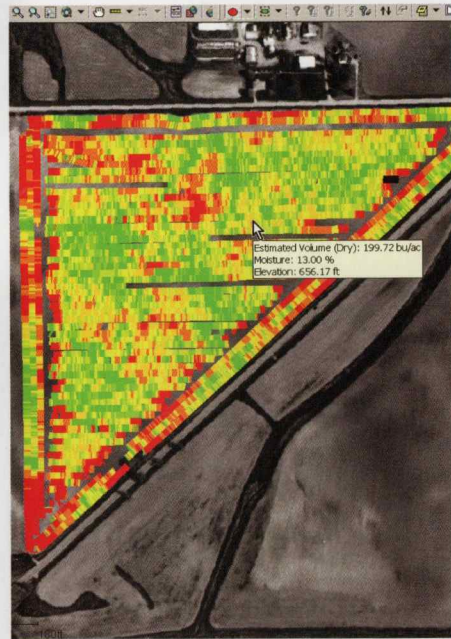 Estimated Volume (Dry): 199.72 bu/ac
Moisture: 13.00 %
Elevation: 656.17 ft